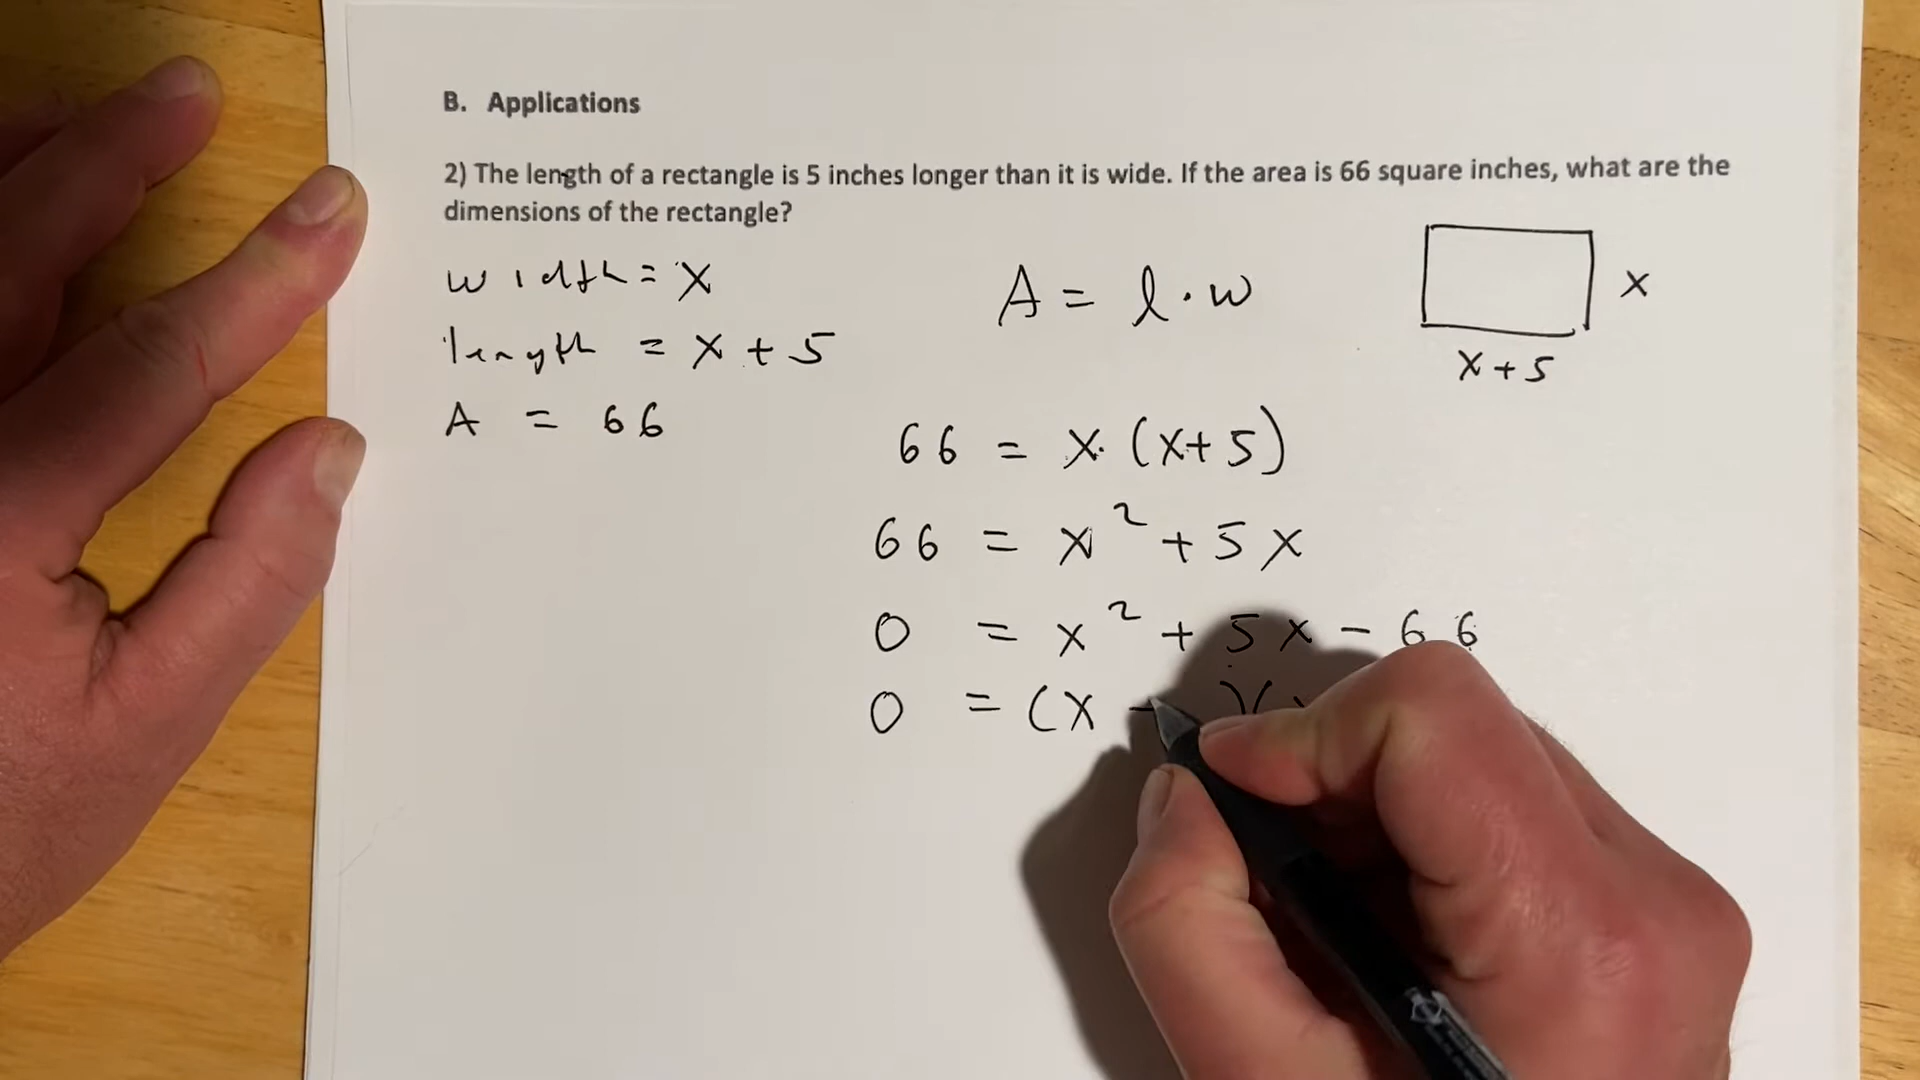 B. Applications
2) The length of a rectangle is 5 inches longer than it is wide. If the area is 66 square inches, what are the
dimensions of the rectangle?
width = x
length = x + 5
A = 66
A = l · w
x
x + 5
66 = x · (x + 5)
66 = x² + 5x
0 = x² + 5x - 66
0 = (x - )(